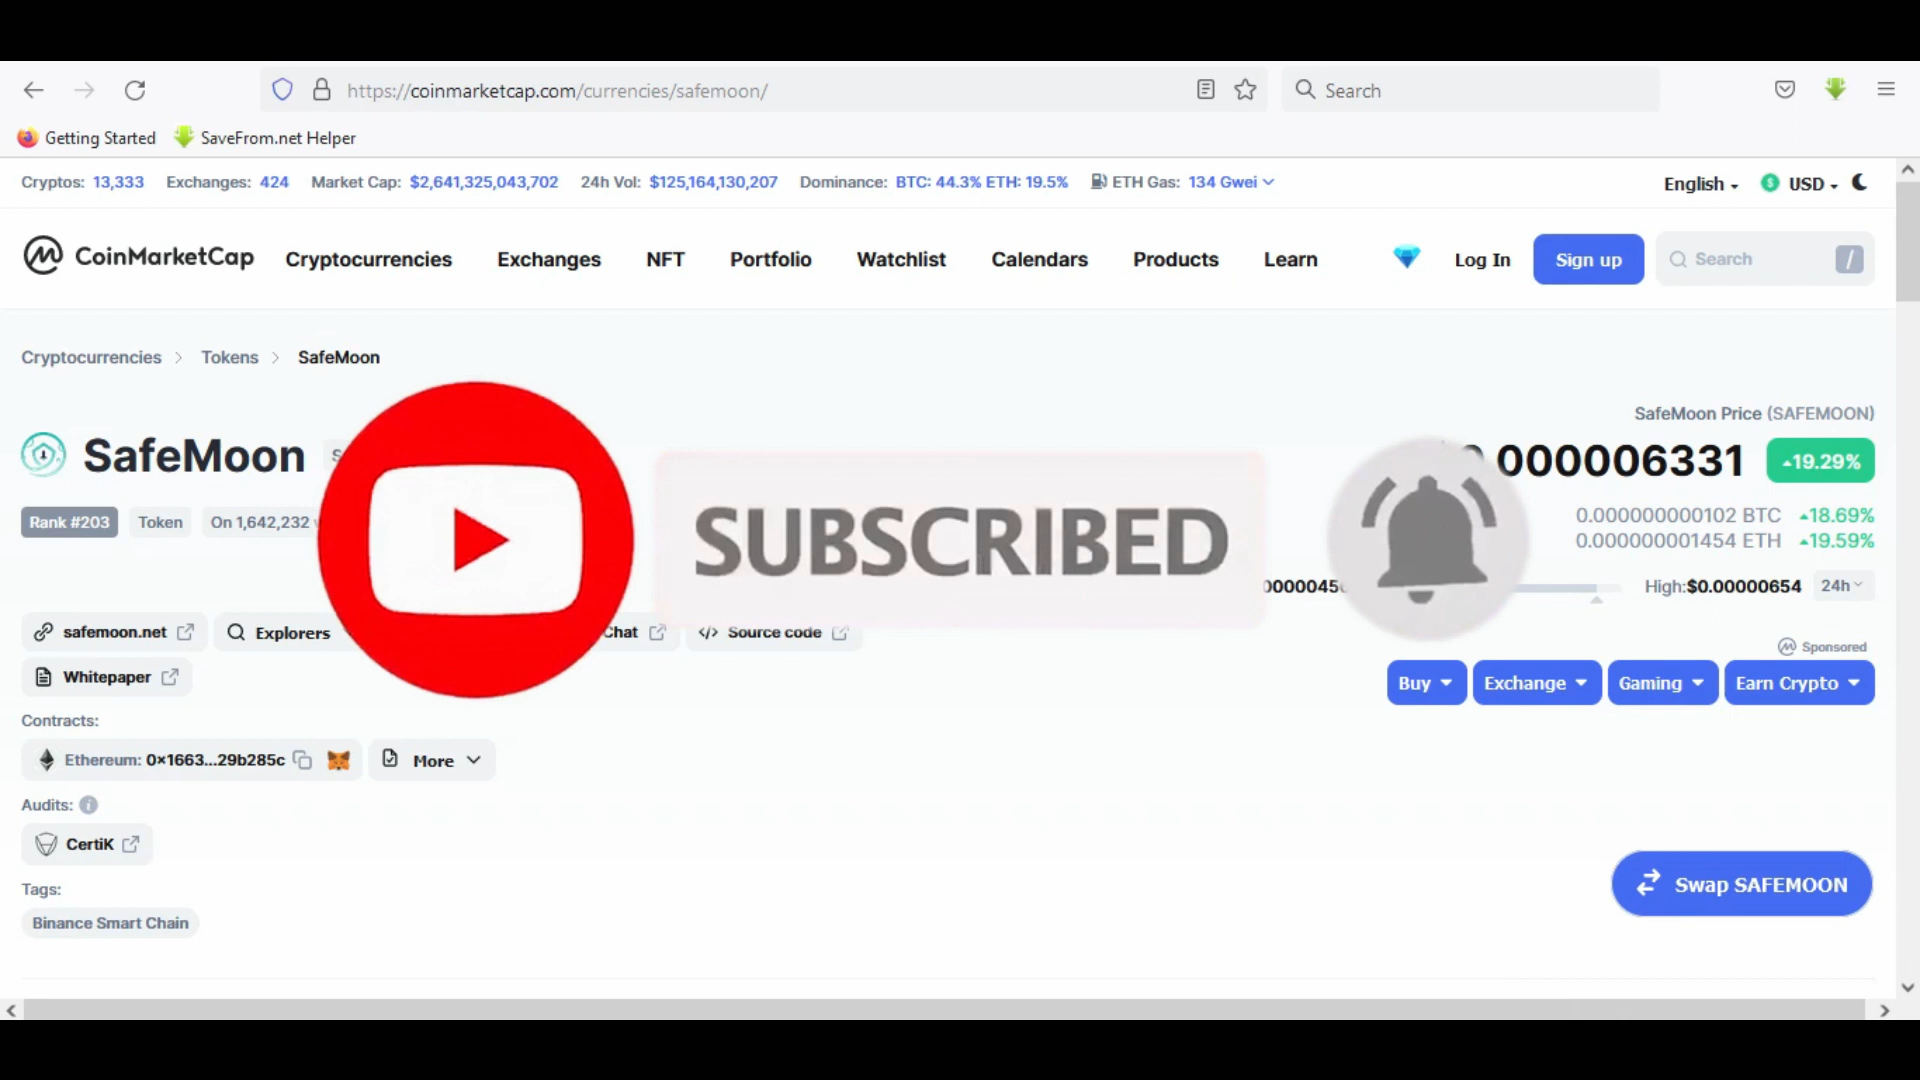 https://coinmarketcap.com/currencies/safemoon/
Search
Getting Started
SaveFrom.net Helper
Cryptos: 13,333 Exchanges: 424 Market Cap: $2,641,325,043,702 24h Vol: $125,164,130,207 Dominance: BTC: 44.3% ETH: 19.5% ETH Gas: 134 Gwei
English
USD
CoinMarketCap
Cryptocurrencies Exchanges NFT Portfolio Watchlist Calendars Products Learn
Log In
Sign up
Search /
Cryptocurrencies > Tokens > SafeMoon
SafeMoon Price (SAFEMOON)
SafeMoon
.000006331
19.29%
Rank #203
Token
On 1,642,232
0.000000000102 BTC 18.69%
0.000000001454 ETH 19.59%
SUBSCRIBED
High:$0.00000654
24h
safemoon.net
Explorers
Chat
Source code
Sponsored
Whitepaper
Buy
Exchange
Gaming
Earn Crypto
Contracts:
Ethereum: 0x1663...29b285c
More
Audits:
CertiK
Swap SAFEMOON
Tags:
Binance Smart Chain